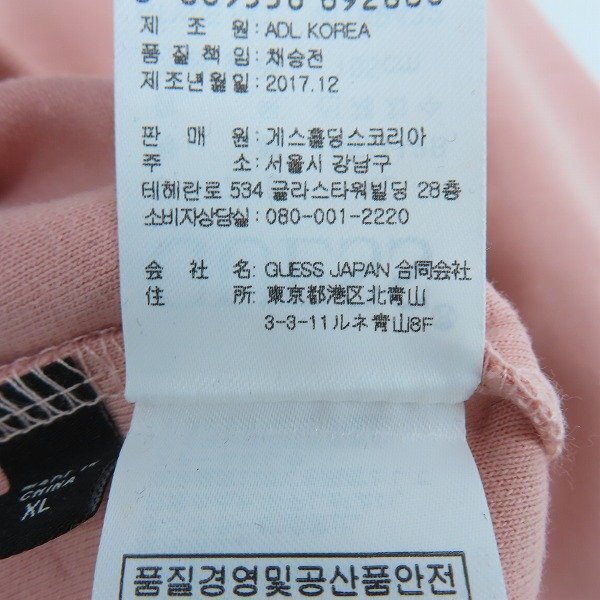 제 조 원 : ADL KOREA
품 질 책 임 : 채승전
제조년월일 : 2017.12
판 매 원 : 게스홀딩스코리아
주 소 : 서울시 강남구
테헤란로 534 글라스타워빌딩 28층
소비자상담실 : 080-001-2220
会 社 名: GUESS JAPAN 合同会社
住 所: 東京都港区北青山
3-3-11ルネ青山8F
MADE IN
CHINA
XL
품질경영및공산품안전